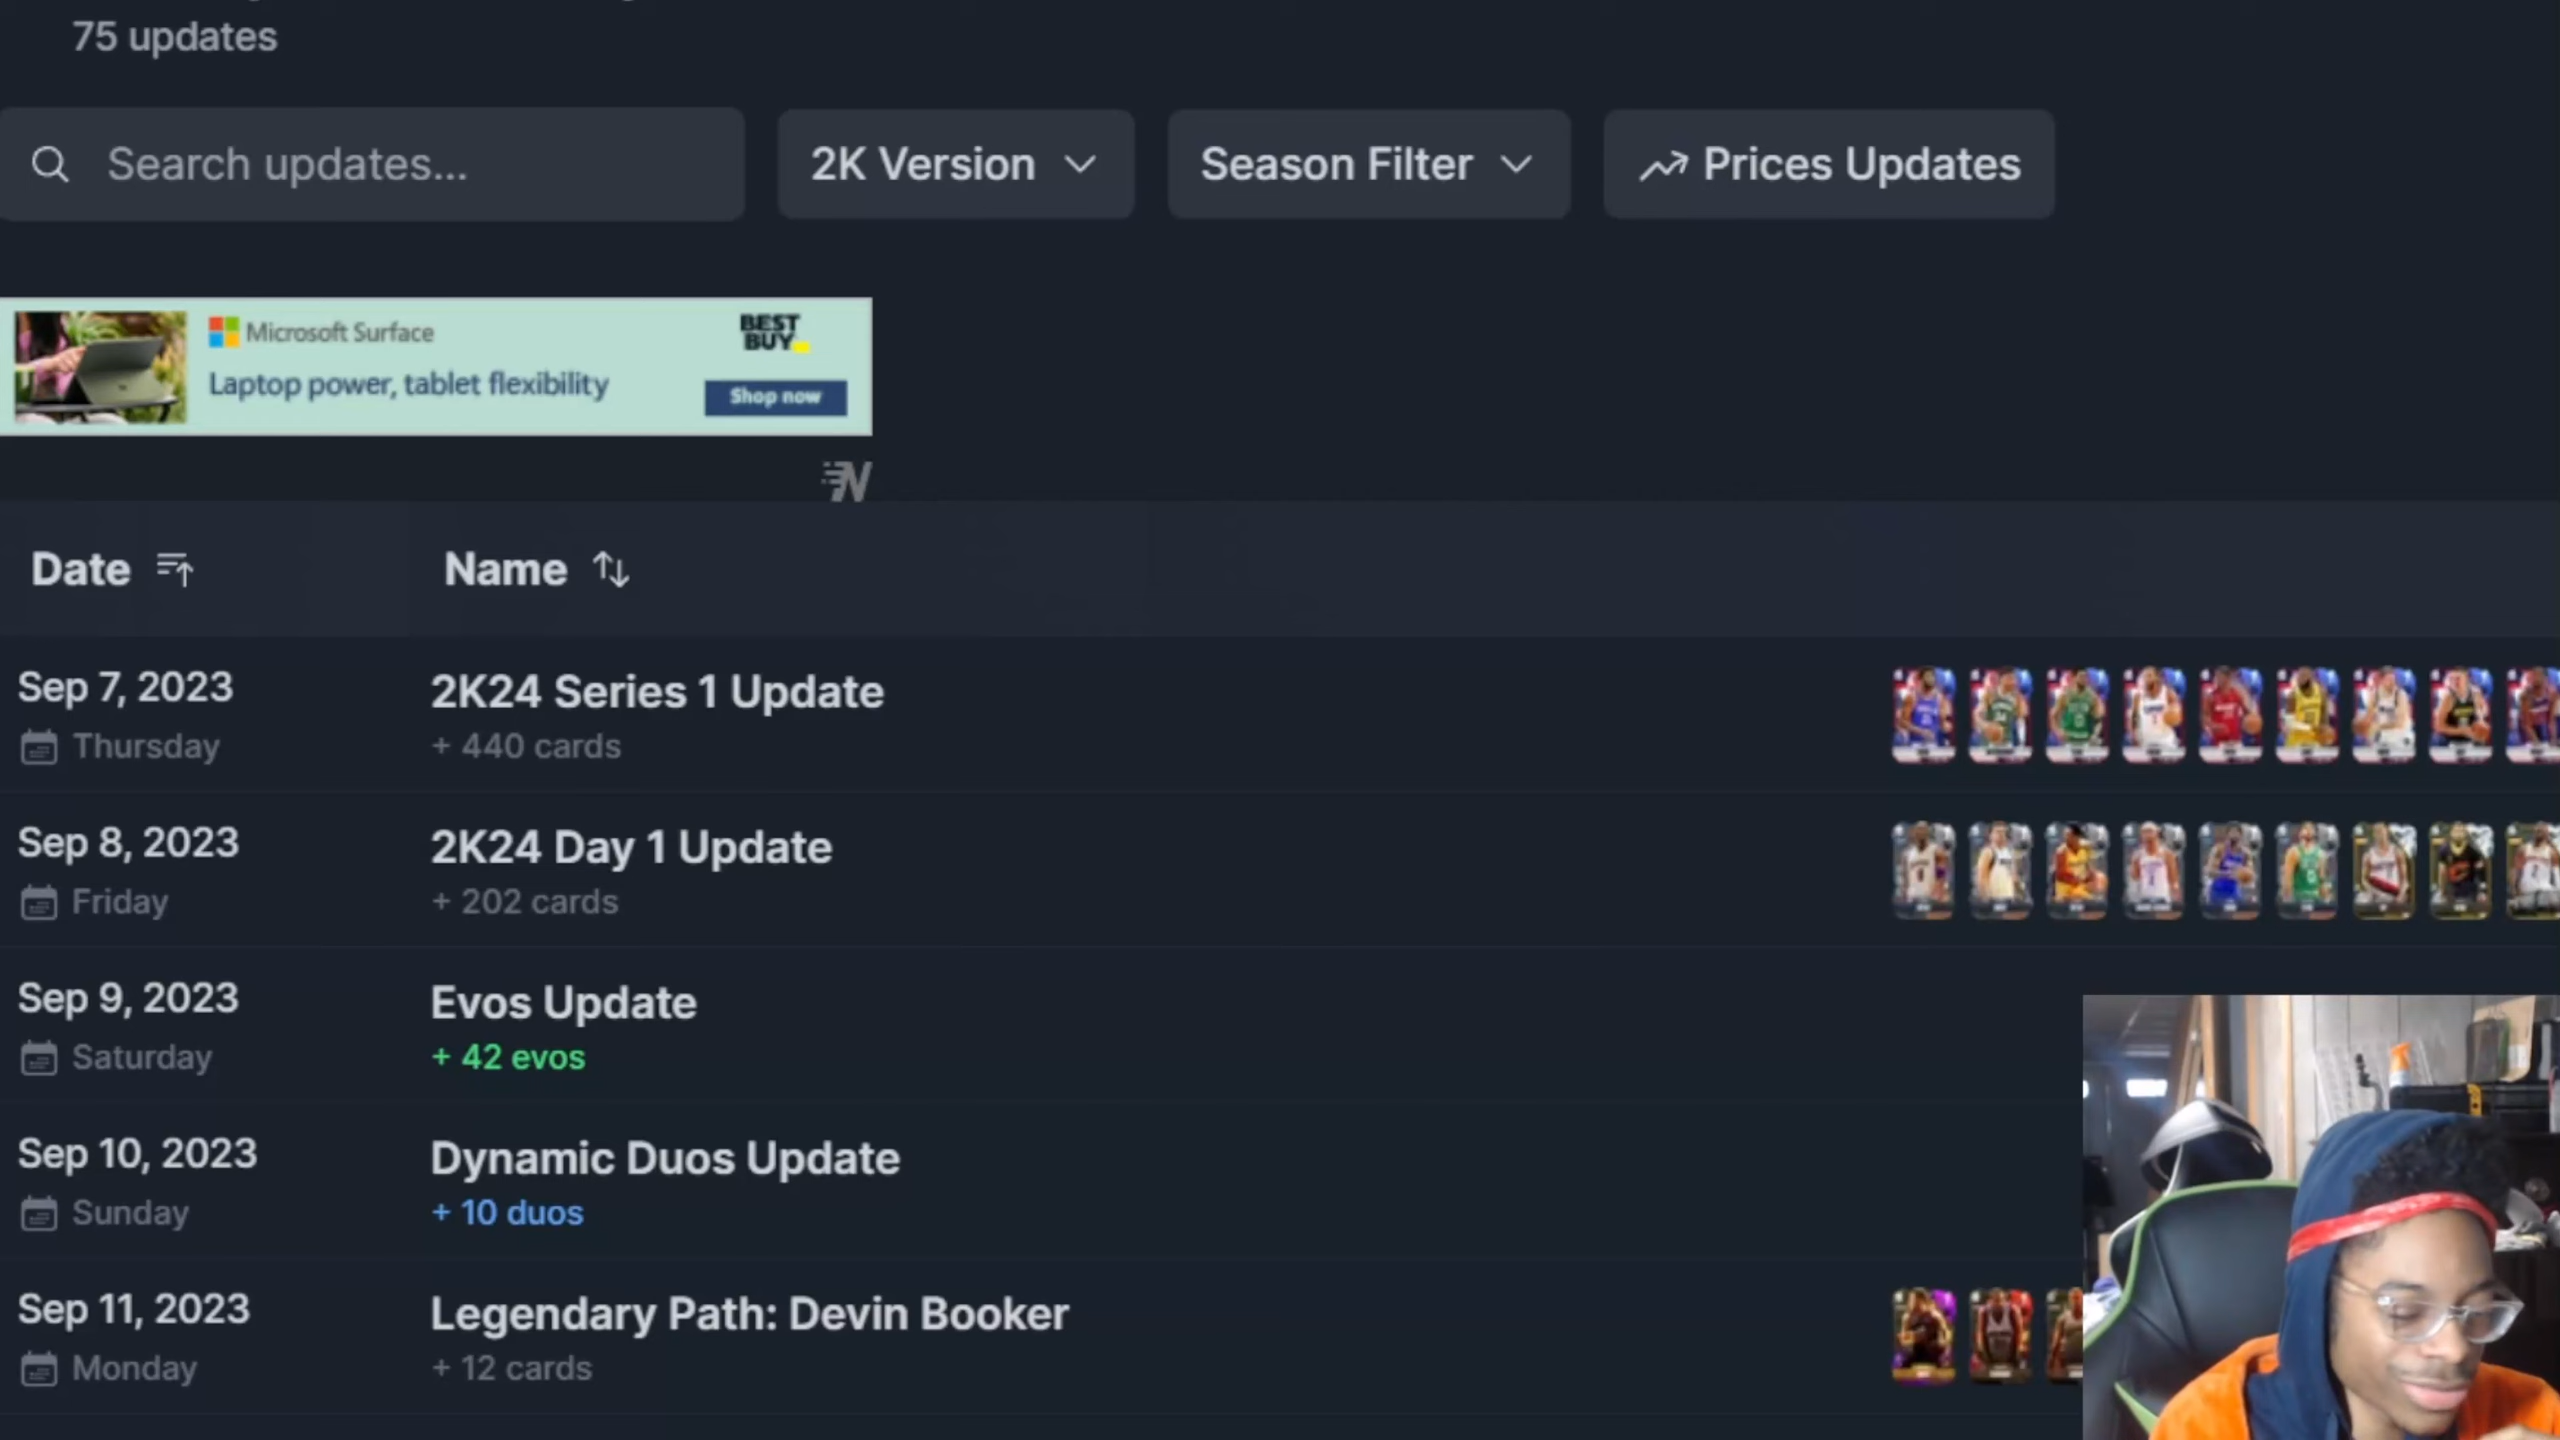 75 updates
Search updates...
2K Version
Season Filter
Prices Updates
Microsoft Surface
Laptop power, tablet flexibility
BEST
BUY
Shop now
N
Date
Name
Sep 7, 2023
Thursday
2K24 Series 1 Update
+ 440 cards
Sep 8, 2023
Friday
2K24 Day 1 Update
+ 202 cards
Sep 9, 2023
Saturday
Evos Update
+ 42 evos
Sep 10, 2023
Sunday
Dynamic Duos Update
+ 10 duos
Sep 11, 2023
Monday
Legendary Path: Devin Booker
+ 12 cards